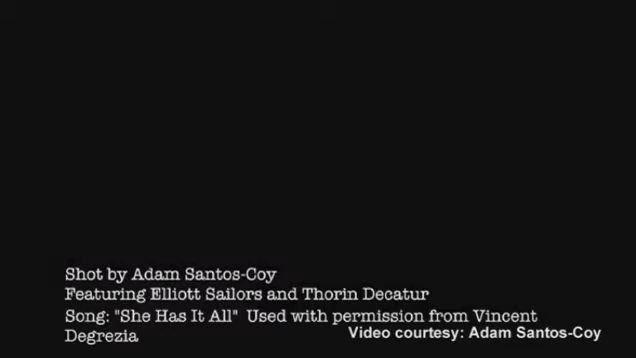 Shot by Adam Santos-Coy
Featuring Elliott Sailors and Thorin Decatur
Song: "She Has It All"  Used with permission from Vincent
Degrezia
Video courtesy: Adam Santos-Coy